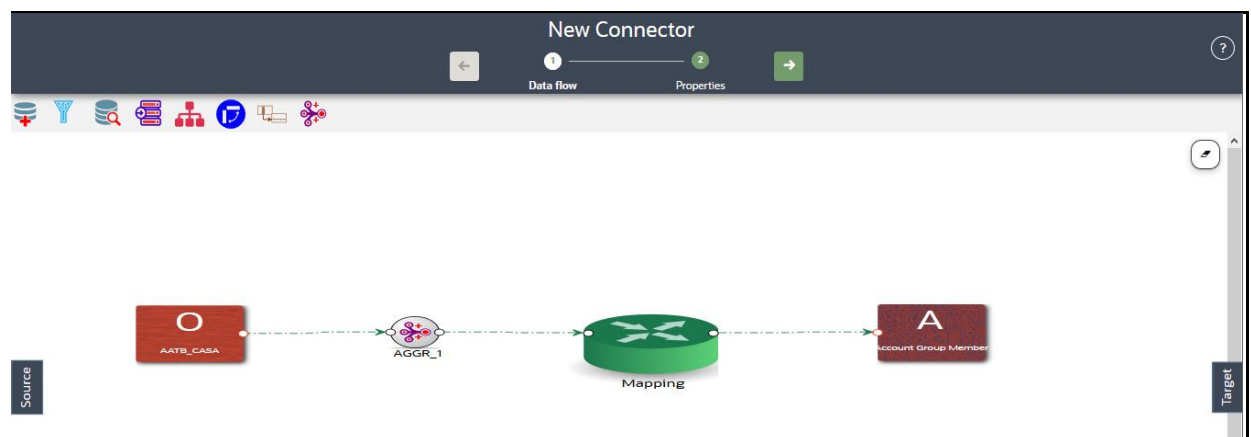 New Connector
?
1
2
Data flow
Properties
O
AATB_CASA
AGGR_1
Mapping
A
Account Group Member
Source
Target